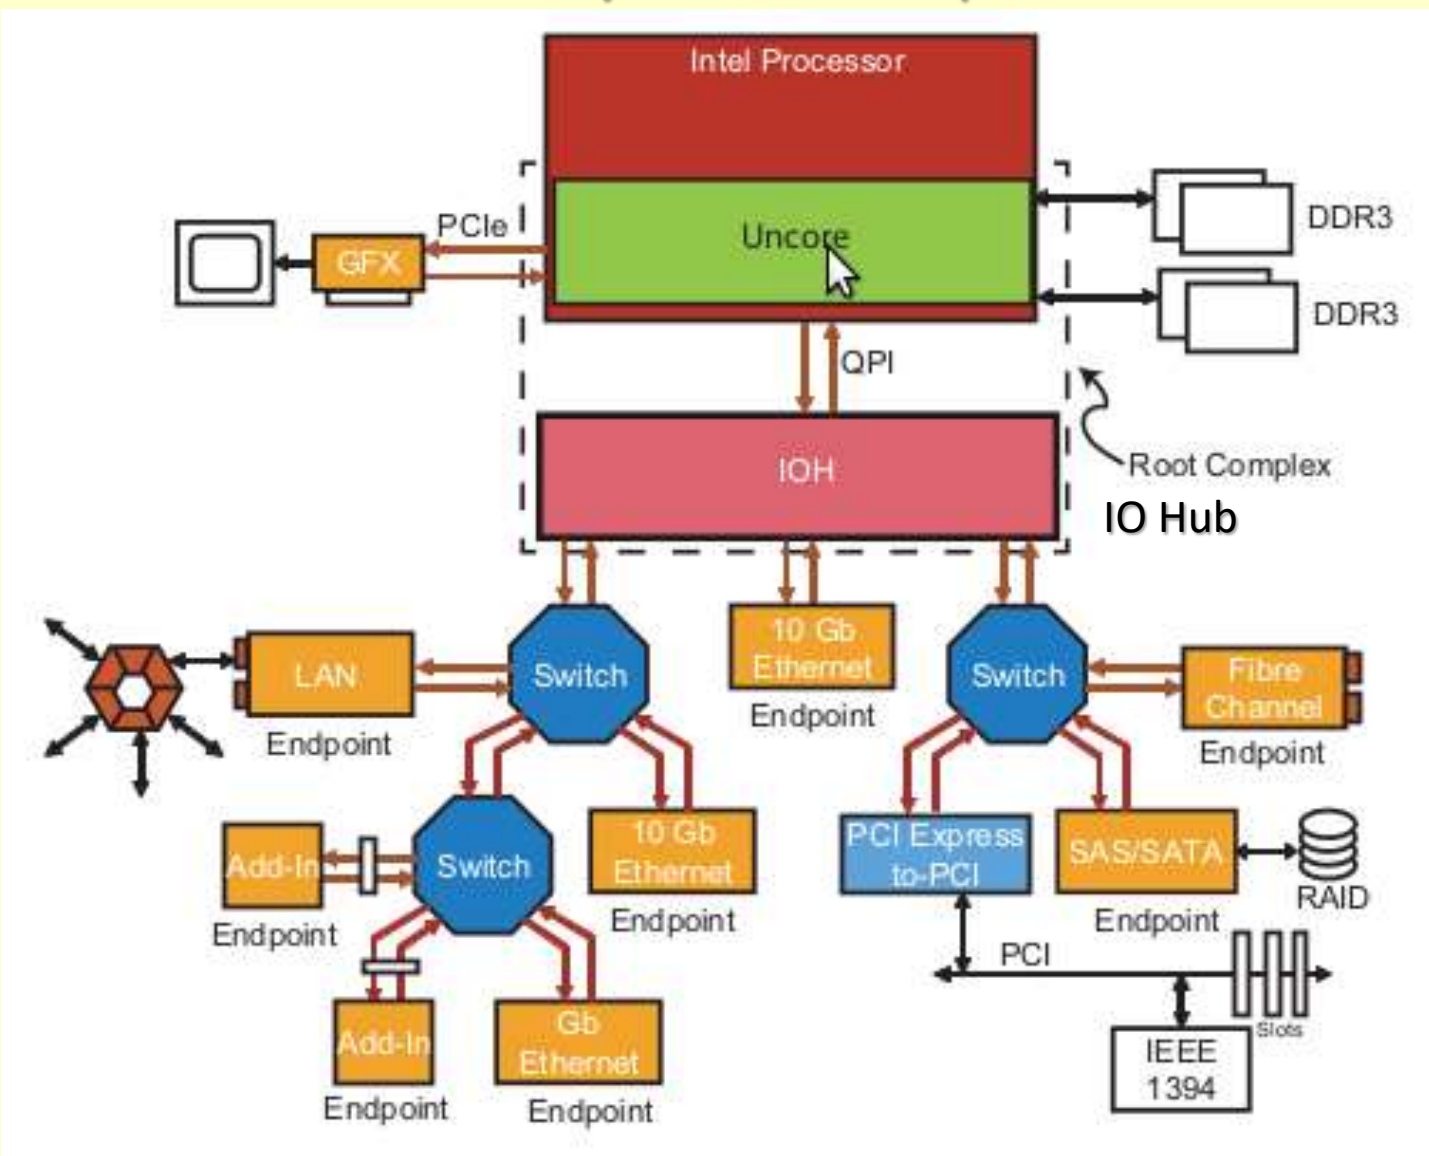 Intel Processor
Uncore
PCIe
GFX
DDR3
DDR3
QPI
IOH
Root Complex
IO Hub
LAN
Endpoint
Switch
10 Gb
Ethernet
Endpoint
Switch
Fibre
Channel
Endpoint
Add-In
Endpoint
Switch
10 Gb
Ethernet
Endpoint
PCI Express
to-PCI
SAS/SATA
Endpoint
RAID
PCI
Slots
Add-In
Endpoint
Gb
Ethernet
Endpoint
IEEE
1394